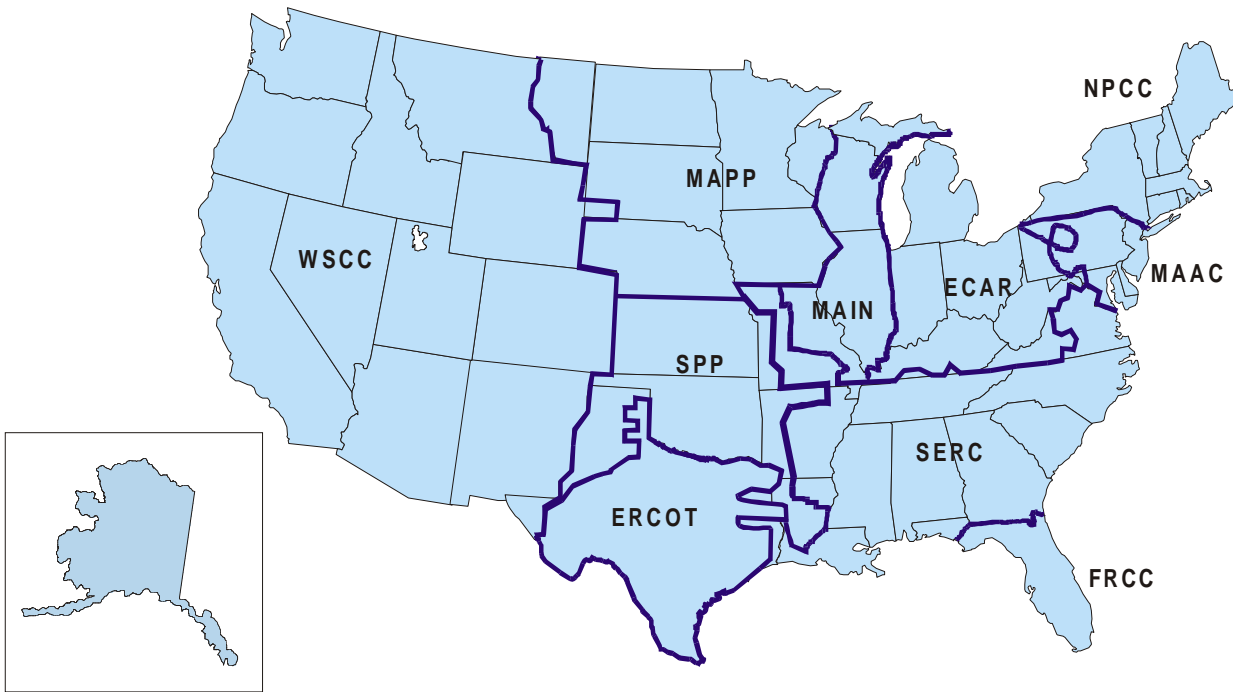 NPCC
MAPP
WSCC
MAAC
ECAR
MAIN
SPP
SERC
ERCOT
FRCC